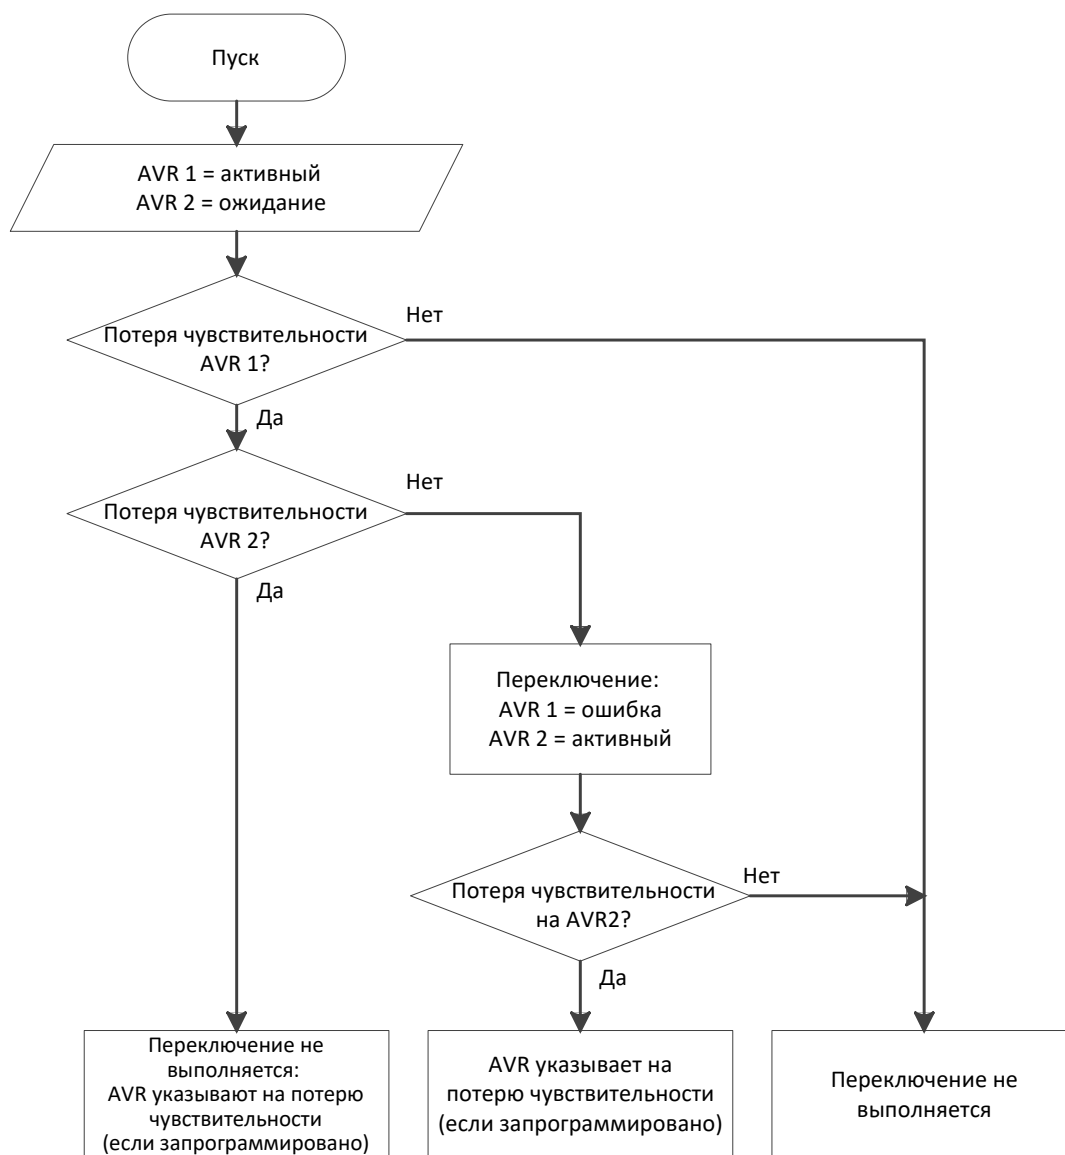 Пуск
AVR 1 = активный
AVR 2 = ожидание
Потеря чувствительности
AVR 1?
Нет
Да
Потеря чувствительности
AVR 2?
Нет
Да
Переключение:
AVR 1 = ошибка
AVR 2 = активный
Потеря чувствительности
на AVR2?
Нет
Да
Переключение не
выполняется:
AVR указывают на потерю
чувствительности
(если запрограммировано)
AVR указывает на
потерю чувствительности
(если запрограммировано)
Переключение не
выполняется